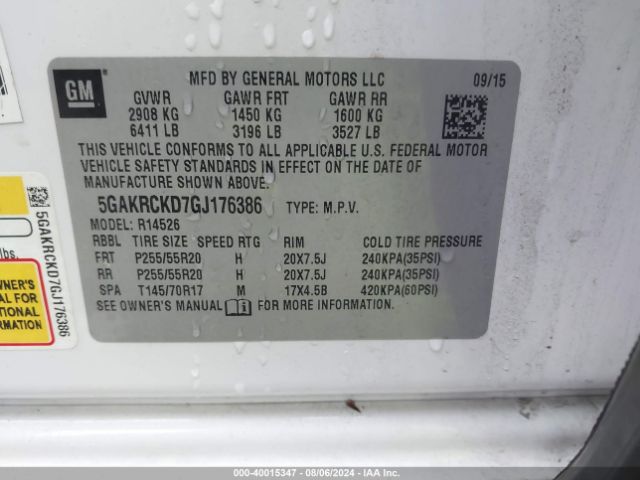 GM
MFD BY GENERAL MOTORS LLC 09/15
GVWR GAWR FRT GAWR RR
2908 KG 1450 KG 1600 KG
6411 LB 3196 LB 3527 LB
THIS VEHICLE CONFORMS TO ALL APPLICABLE U.S. FEDERAL MOTOR
VEHICLE SAFETY STANDARDS IN EFFECT ON THE DATE OF
MANUFACTURE SHOWN ABOVE.
5GAKRCKD7GJ176386 TYPE: M.P.V.
MODEL: R14526
RBBL TIRE SIZE SPEED RTG RIM COLD TIRE PRESSURE
FRT P255/55R20 H 20X7.5J 240KPA(35PSI)
RR P255/55R20 H 20X7.5J 240KPA(35PSI)
SPA T145/70R17 M 17X4.5B 420KPA(60PSI)
SEE OWNER'S MANUAL FOR MORE INFORMATION.
5GAKRCKD7GJ176386
lbs.
OWNER'S
FOR
IONAL
RMATION
000-40015347 - 08/06/2024 - IAA Inc.